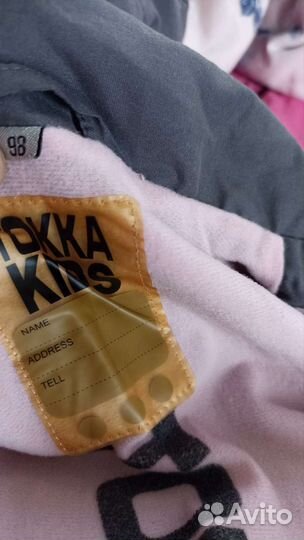 98
TOKKA
KIDS
NAME
ADDRESS
TELL
Avito